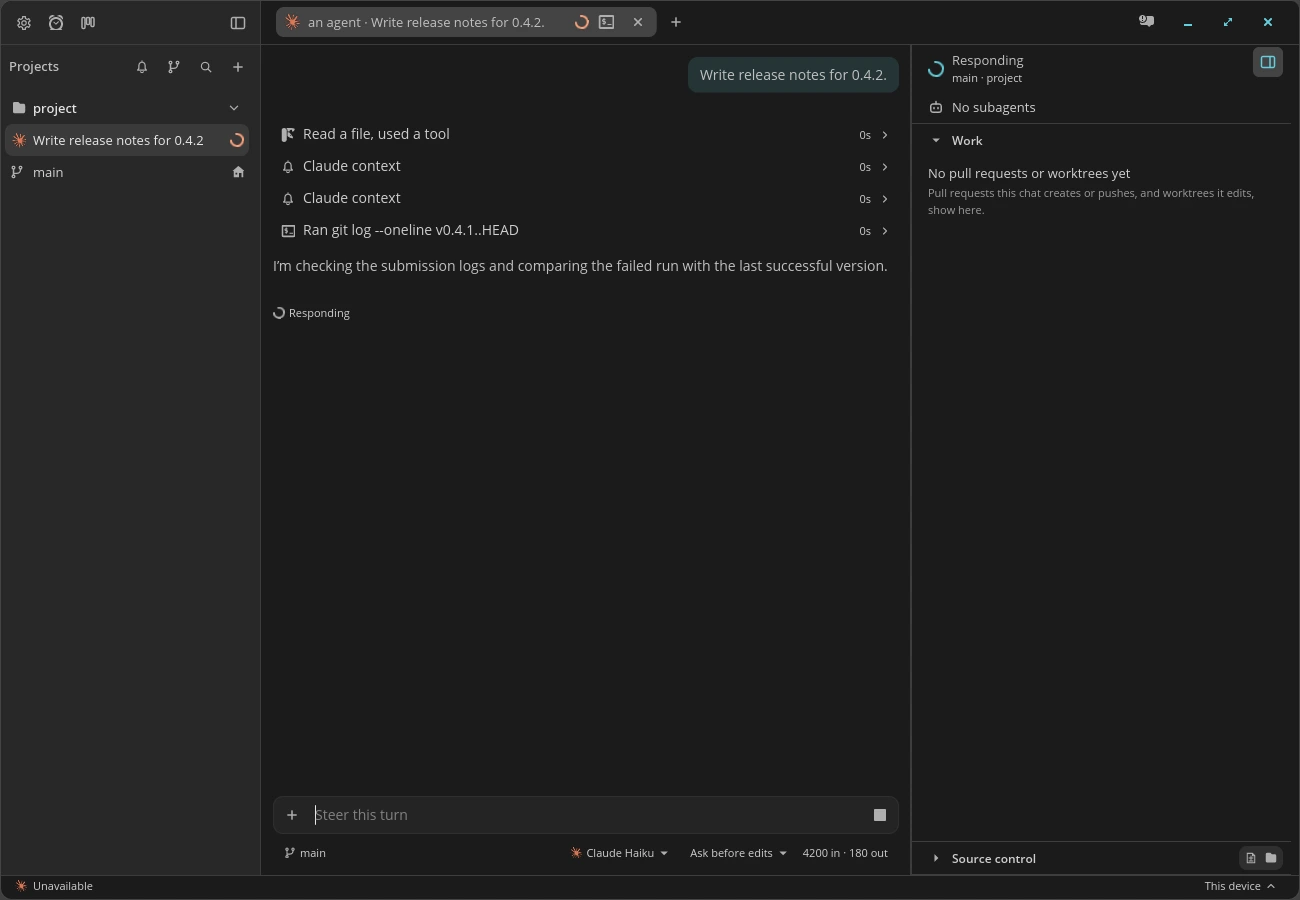 an agent · Write release notes for 0.4.2.
Projects
project
Write release notes for 0.4.2
main
Write release notes for 0.4.2.
Read a file, used a tool 0s
Claude context 0s
Claude context 0s
Ran git log --oneline v0.4.1..HEAD 0s
I'm checking the submission logs and comparing the failed run with the last successful version.
Responding
Steer this turn
main Claude Haiku Ask before edits 4200 in · 180 out
Responding
main · project
No subagents
Work
No pull requests or worktrees yet
Pull requests this chat creates or pushes, and worktrees it edits,
show here.
Source control
Unavailable
This device